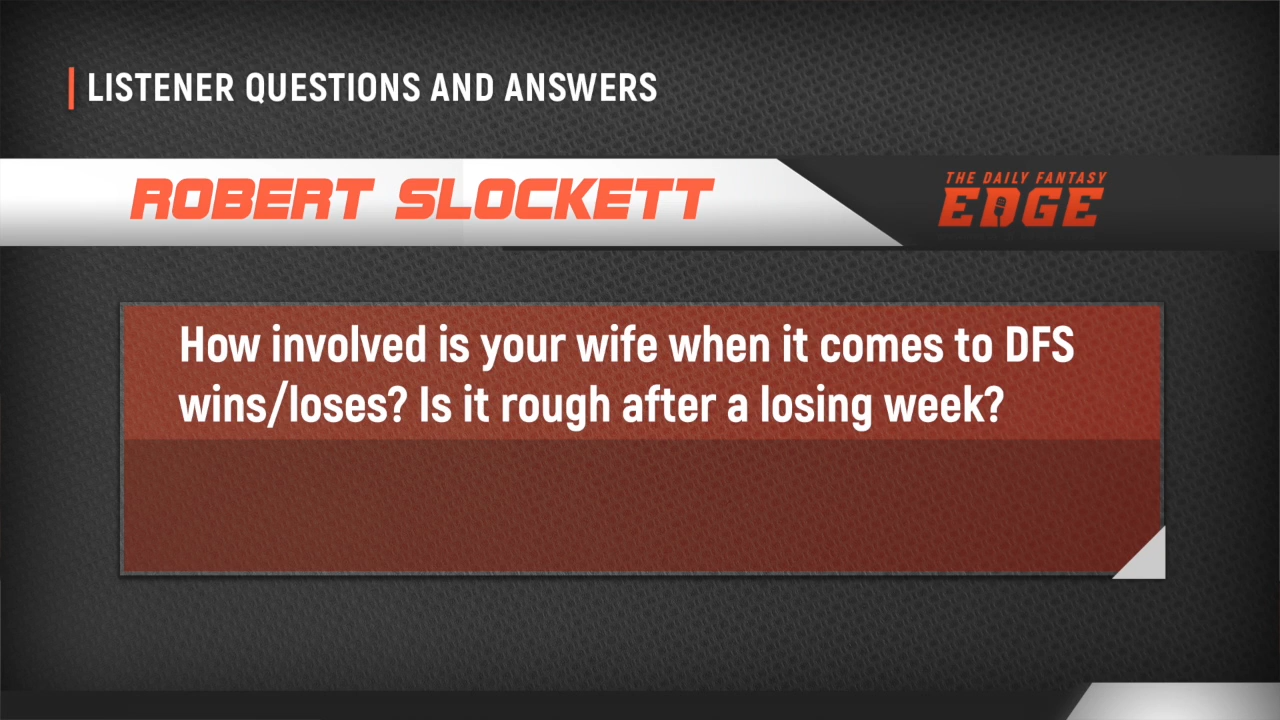 LISTENER QUESTIONS AND ANSWERS
ROBERT SLOCKETT
THE DAILY FANTASY
EDGE
How involved is your wife when it comes to DFS
wins/loses? Is it rough after a losing week?